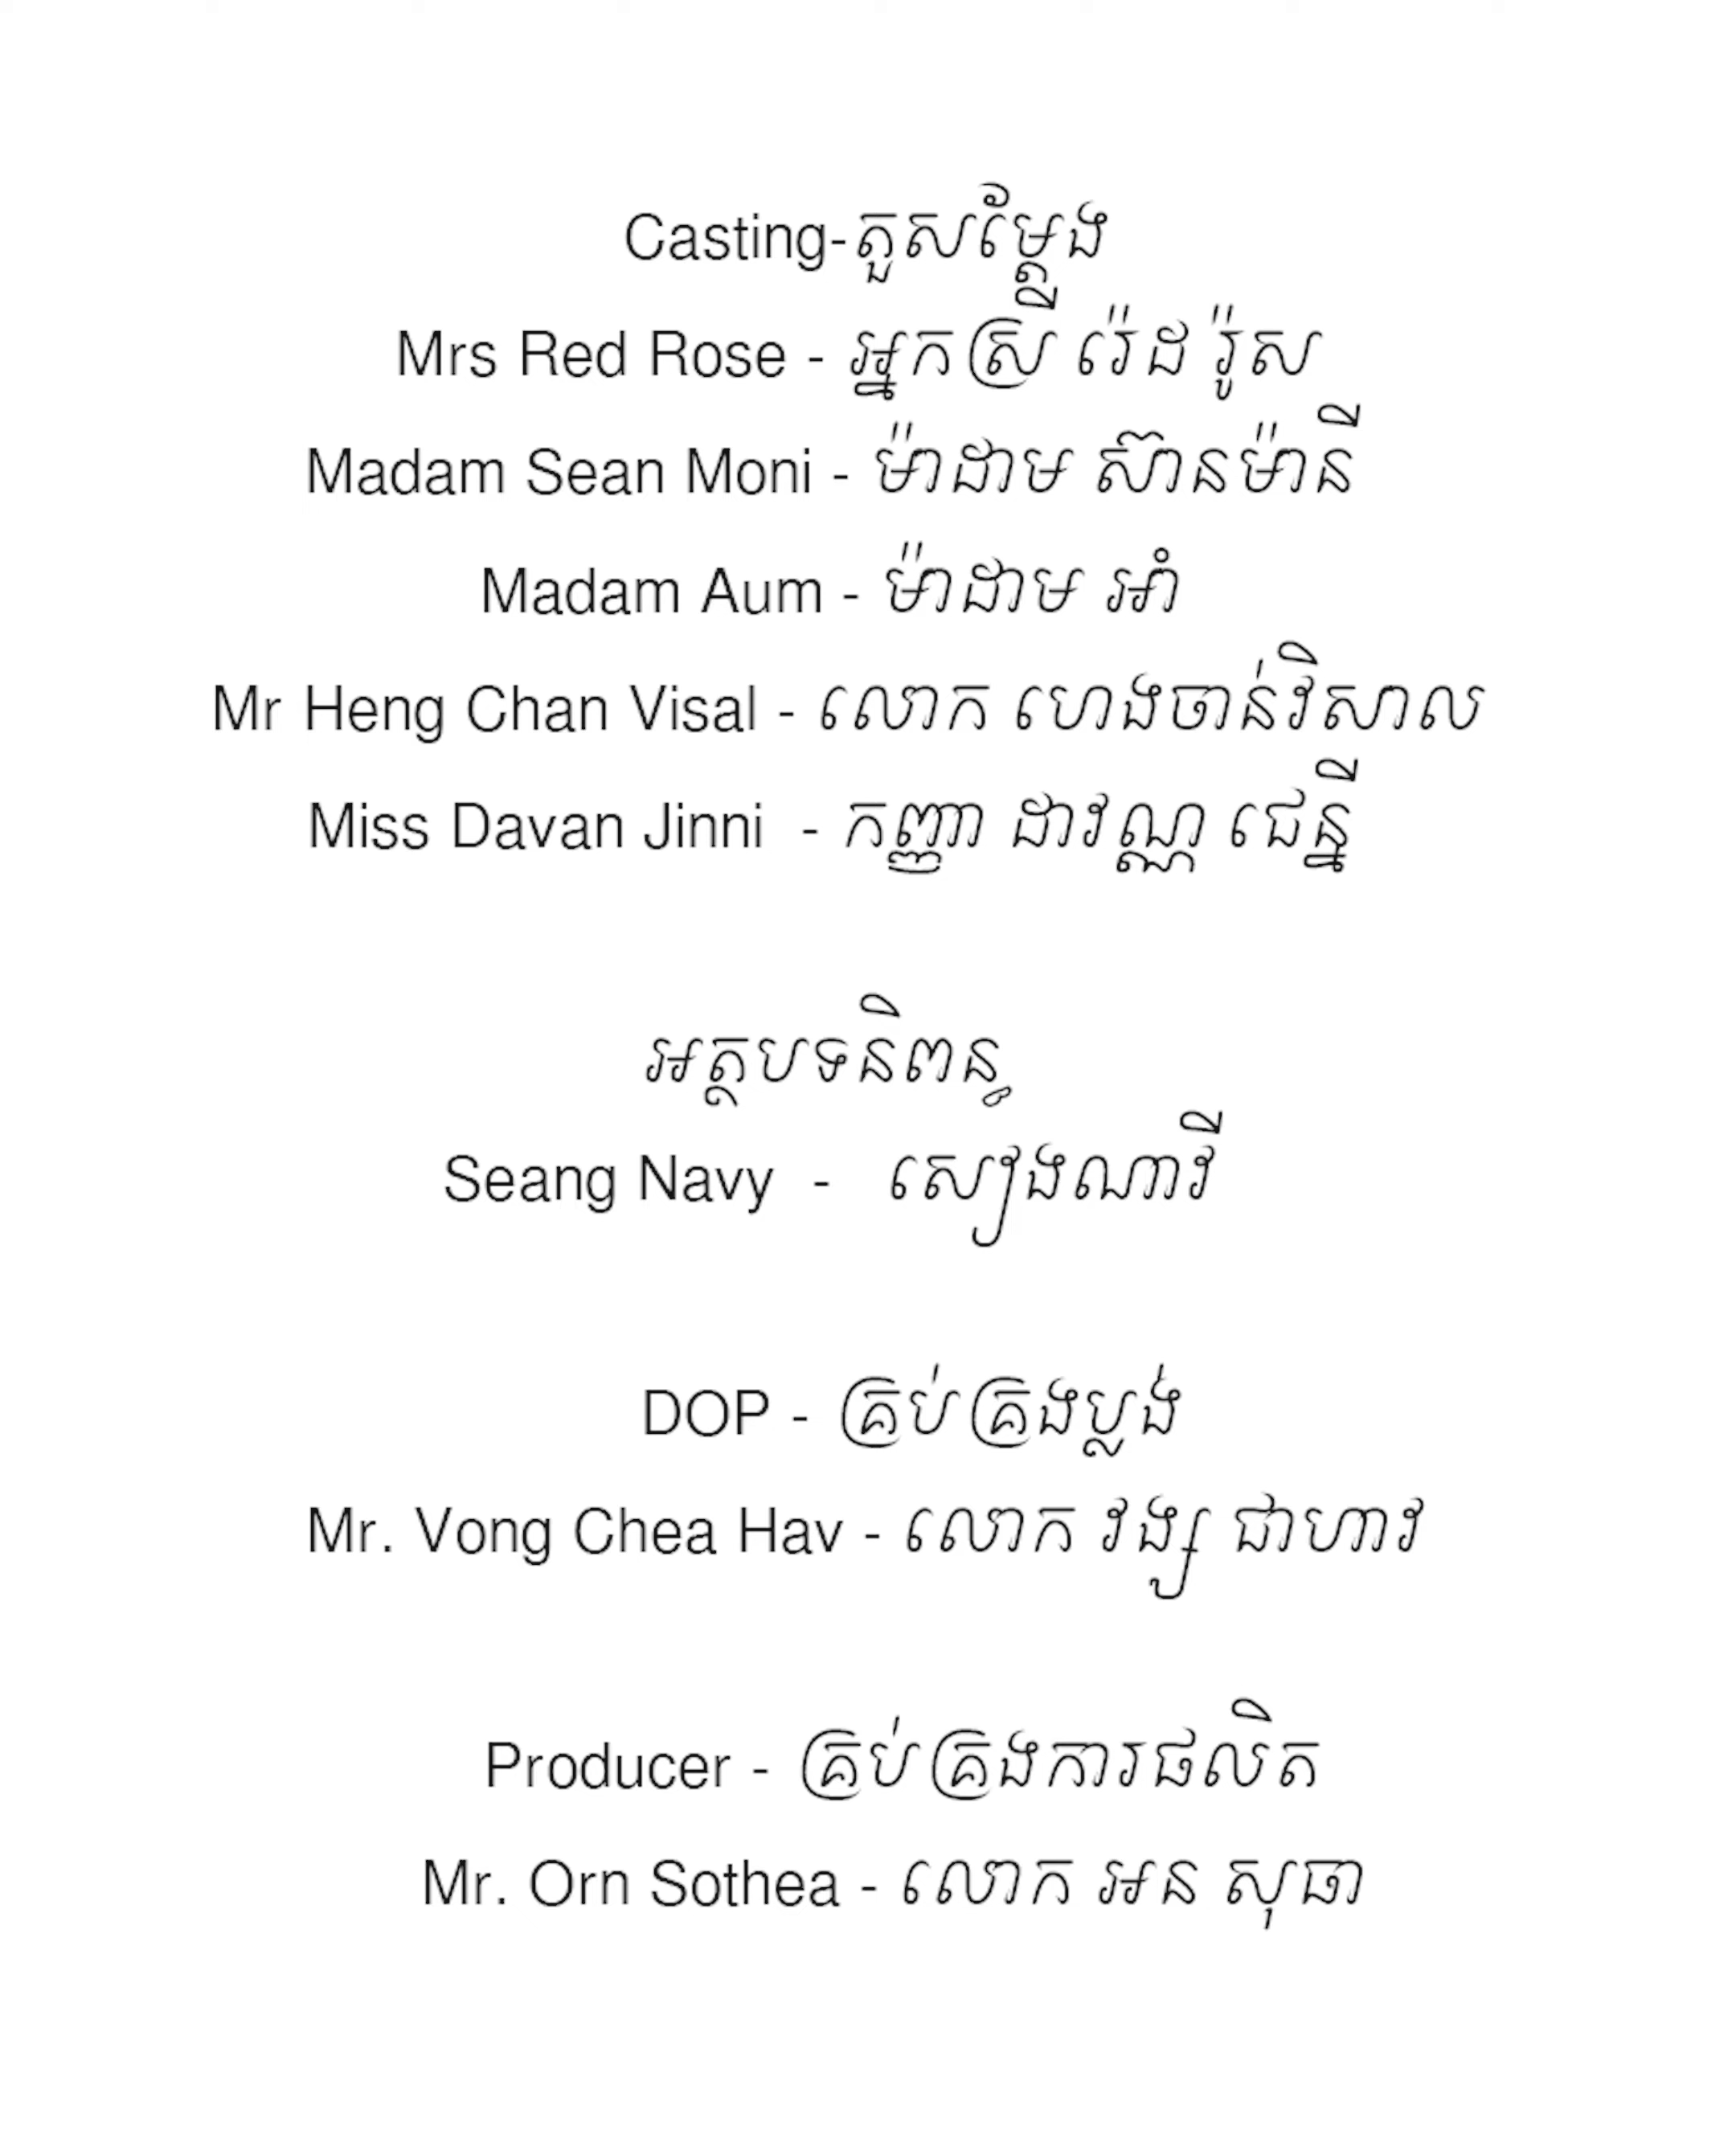 Casting-តួសម្ដែង
Mrs Red Rose - អ្នកស្រី រ៉េដ រ៉ូស
Madam Sean Moni - ម៉ាដាម ស៊ានម៉ានី
Madam Aum - ម៉ាដាម អាំ
Mr Heng Chan Visal - លោក ហេងចាន់វិសាល
Miss Davan Jinni - កញ្ញា ដាវណ្ណ ជេន្នី
អត្ថបទនិពន្ធ
Seang Navy - សៀងណាវី
DOP - គ្រប់គ្រងប្លង់
Mr. Vong Chea Hav - លោក វង្ស ជាហាវ
Producer - គ្រប់គ្រងការផលិត
Mr. Orn Sothea - លោក អន សុធា